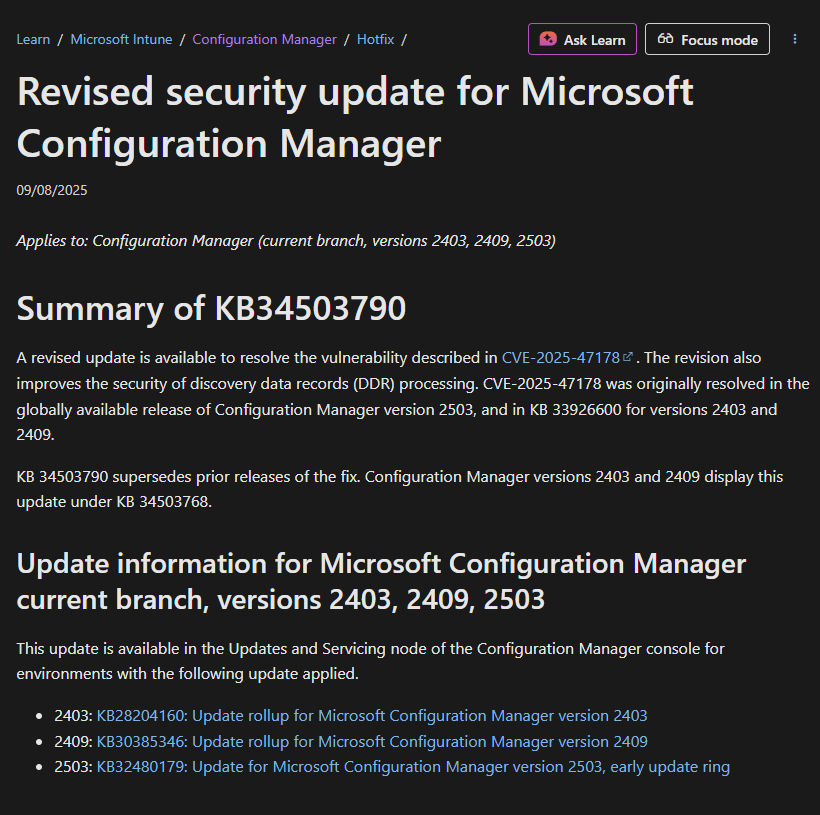 Learn / Microsoft Intune / Configuration Manager / Hotfix /
Ask Learn
Focus mode
Revised security update for Microsoft
Configuration Manager
09/08/2025
Applies to: Configuration Manager (current branch, versions 2403, 2409, 2503)
Summary of KB34503790
A revised update is available to resolve the vulnerability described in CVE-2025-47178. The revision also
improves the security of discovery data records (DDR) processing. CVE-2025-47178 was originally resolved in the
globally available release of Configuration Manager version 2503, and in KB 33926600 for versions 2403 and
2409.
KB 34503790 supersedes prior releases of the fix. Configuration Manager versions 2403 and 2409 display this
update under KB 34503768.
Update information for Microsoft Configuration Manager
current branch, versions 2403, 2409, 2503
This update is available in the Updates and Servicing node of the Configuration Manager console for
environments with the following update applied.
• 2403: KB28204160: Update rollup for Microsoft Configuration Manager version 2403
• 2409: KB30385346: Update rollup for Microsoft Configuration Manager version 2409
• 2503: KB32480179: Update for Microsoft Configuration Manager version 2503, early update ring